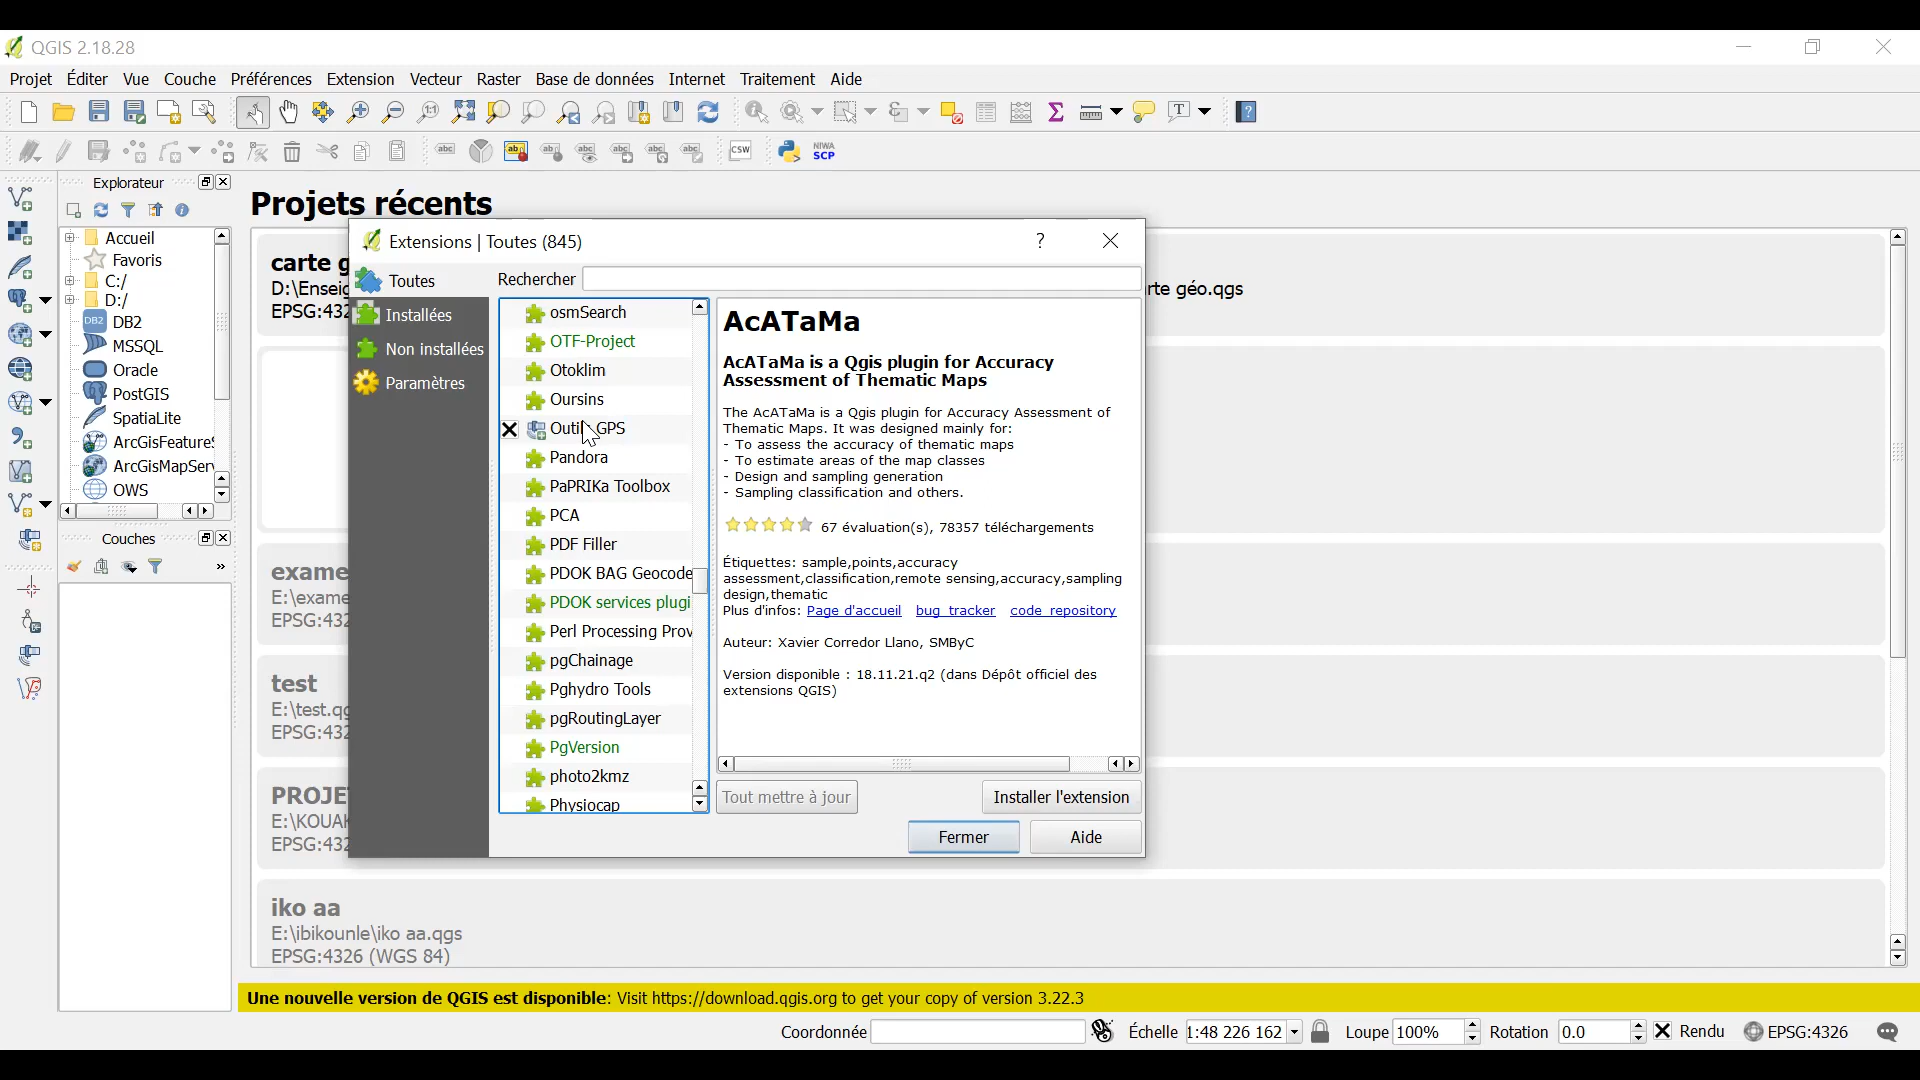 QGIS 2.18.28
Projet Éditer Vue Couche Préférences Extension Vecteur Raster Base de données Internet Traitement Aide
CSW NIWA SCP
Explorateur
Accueil
Favoris
C:/
D:/
DB2
MSSQL
Oracle
PostGIS
SpatiaLite
ArcGisFeature
ArcGisMapServ
OWS
Couches
Projets récents
carte g
D:\Enseig
rte géo.qgs
EPSG:432
exame
E:\exame
EPSG:432
test
E:\test.qg
EPSG:432
PROJE
E:\KOUAK
EPSG:432
iko aa
E:\ibikounle\iko aa.qgs
EPSG:4326 (WGS 84)
Extensions | Toutes (845)
Toutes
Installées
Non installées
Paramètres
Rechercher
osmSearch
OTF-Project
Otoklim
Oursins
GPS
Pandora
PaPRIKa Toolbox
PCA
PDF Filler
PDOK BAG Geocode
PDOK services plugi
Perl Processing Prov
pgChainage
Pghydro Tools
pgRoutingLayer
PgVersion
photo2kmz
Physiocap
AcATaMa
AcATaMa is a Qgis plugin for Accuracy
Assessment of Thematic Maps
The AcATaMa is a Qgis plugin for Accuracy Assessment of
Thematic Maps. It was designed mainly for:
- To assess the accuracy of thematic maps
- To estimate areas of the map classes
- Design and sampling generation
- Sampling classification and others.
67 évaluation(s), 78357 téléchargements
Étiquettes: sample,points,accuracy
assessment,classification,remote sensing,accuracy,sampling
design,thematic
Plus d'infos: Page d'accueil bug tracker code repository
Auteur: Xavier Corredor Llano, SMByC
Version disponible : 18.11.21.q2 (dans Dépôt officiel des
extensions QGIS)
Tout mettre à jour
Installer l'extension
Fermer
Aide
Une nouvelle version de QGIS est disponible: Visit https://download.qgis.org to get your copy of version 3.22.3
Coordonnée Échelle 1:48 226 162 Loupe 100% Rotation 0.0 Rendu EPSG:4326